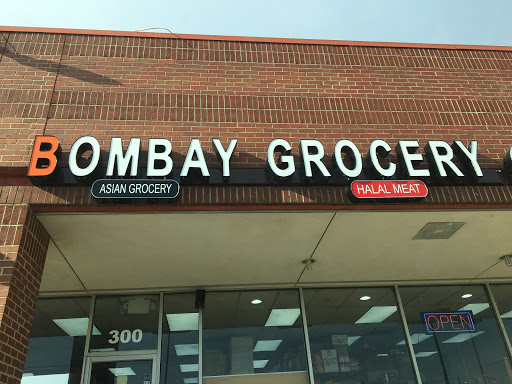 BOMBAY GROCERY
ASIAN GROCERY
HALAL MEAT
300
OPEN